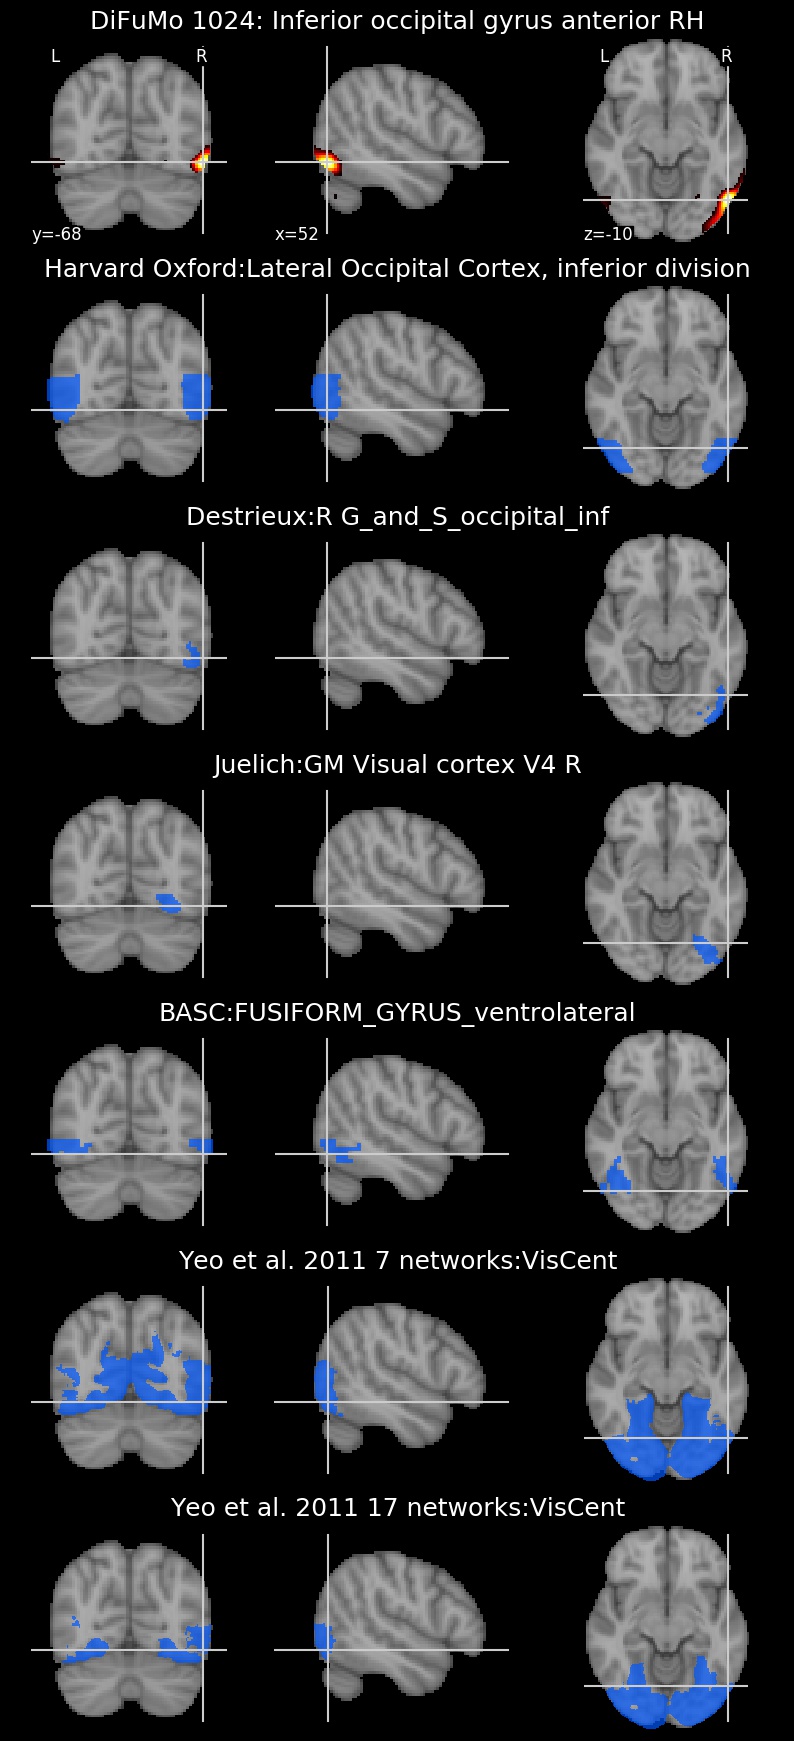 DiFuMo 1024: Inferior occipital gyrus anterior RH
L R L R
y=-68 x=52 z=-10
Harvard Oxford:Lateral Occipital Cortex, inferior division
Destrieux:R G_and_S_occipital_inf
Juelich:GM Visual cortex V4 R
BASC:FUSIFORM_GYRUS_ventrolateral
Yeo et al. 2011 7 networks:VisCent
Yeo et al. 2011 17 networks:VisCent